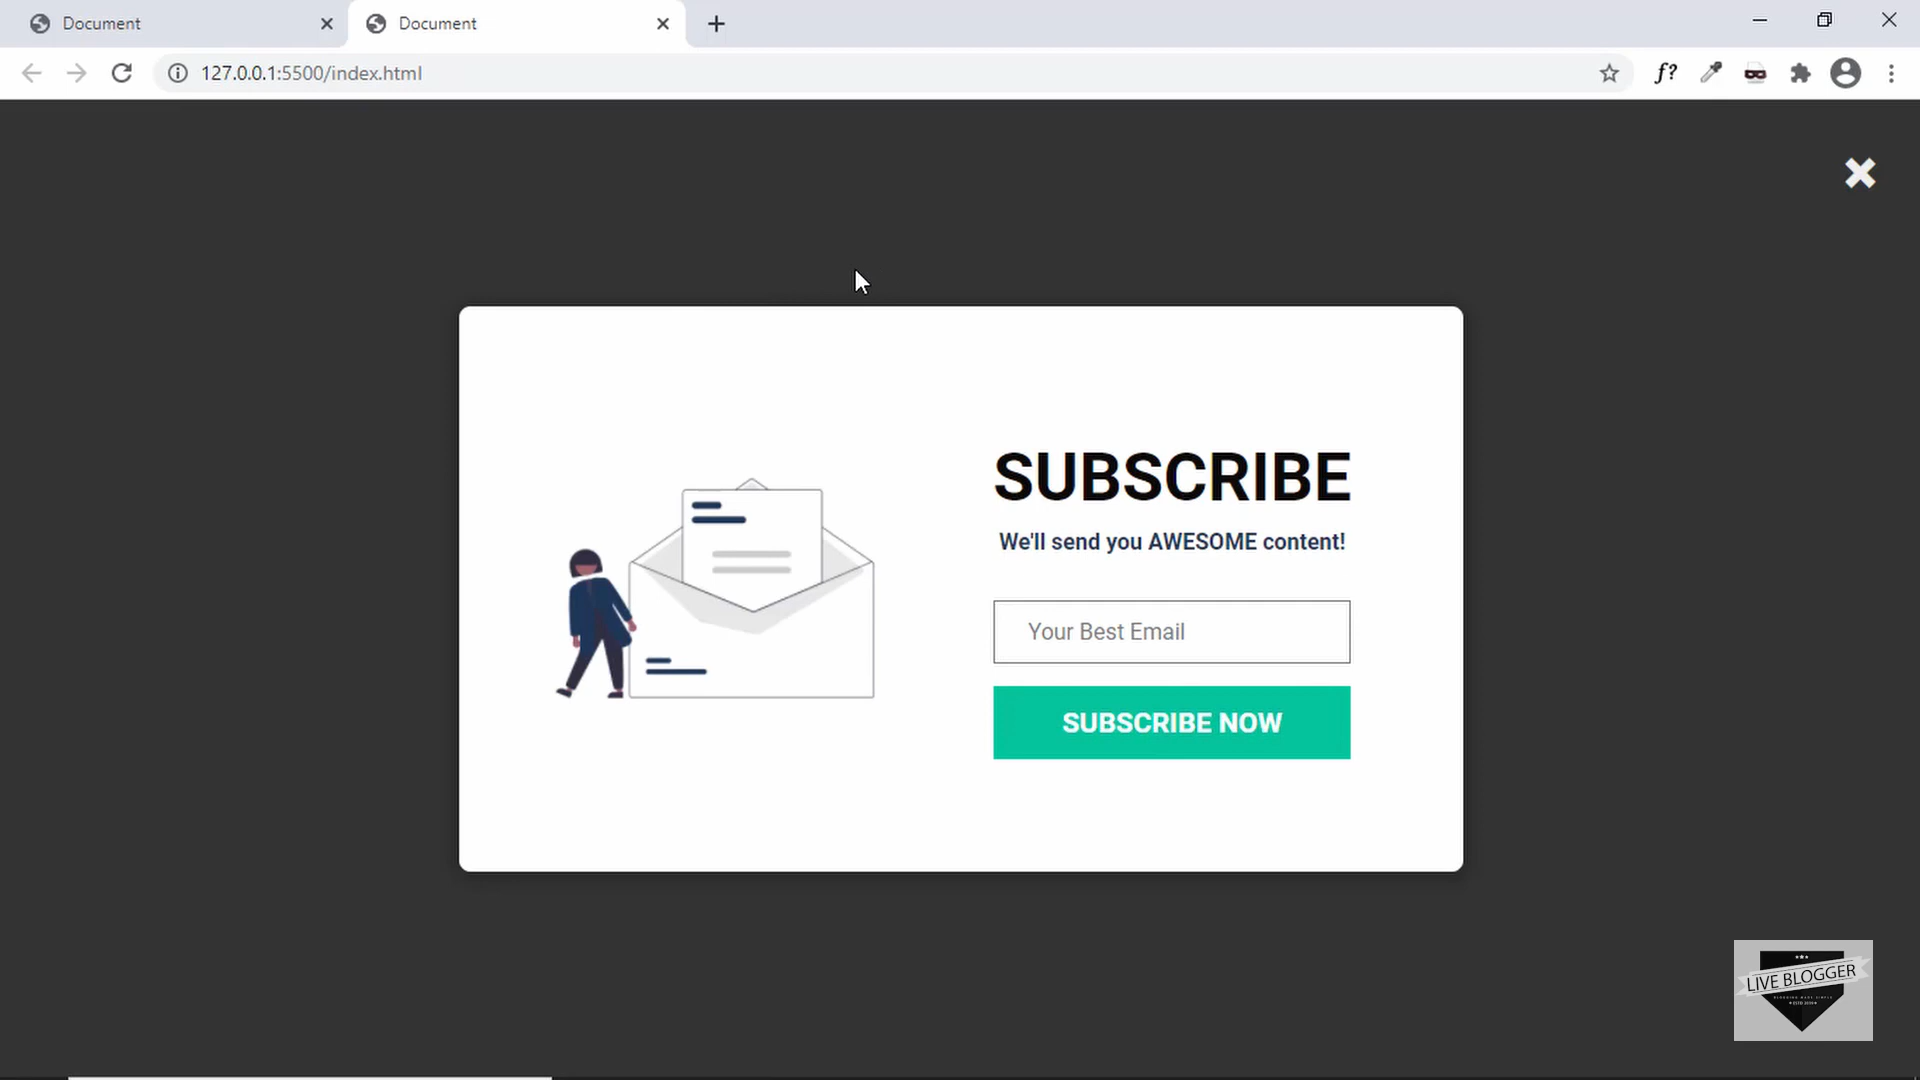 Document
Document
127.0.0.1:5500/index.html
f?
SUBSCRIBE
We'll send you AWESOME content!
Your Best Email
SUBSCRIBE NOW
LIVE BLOGGER